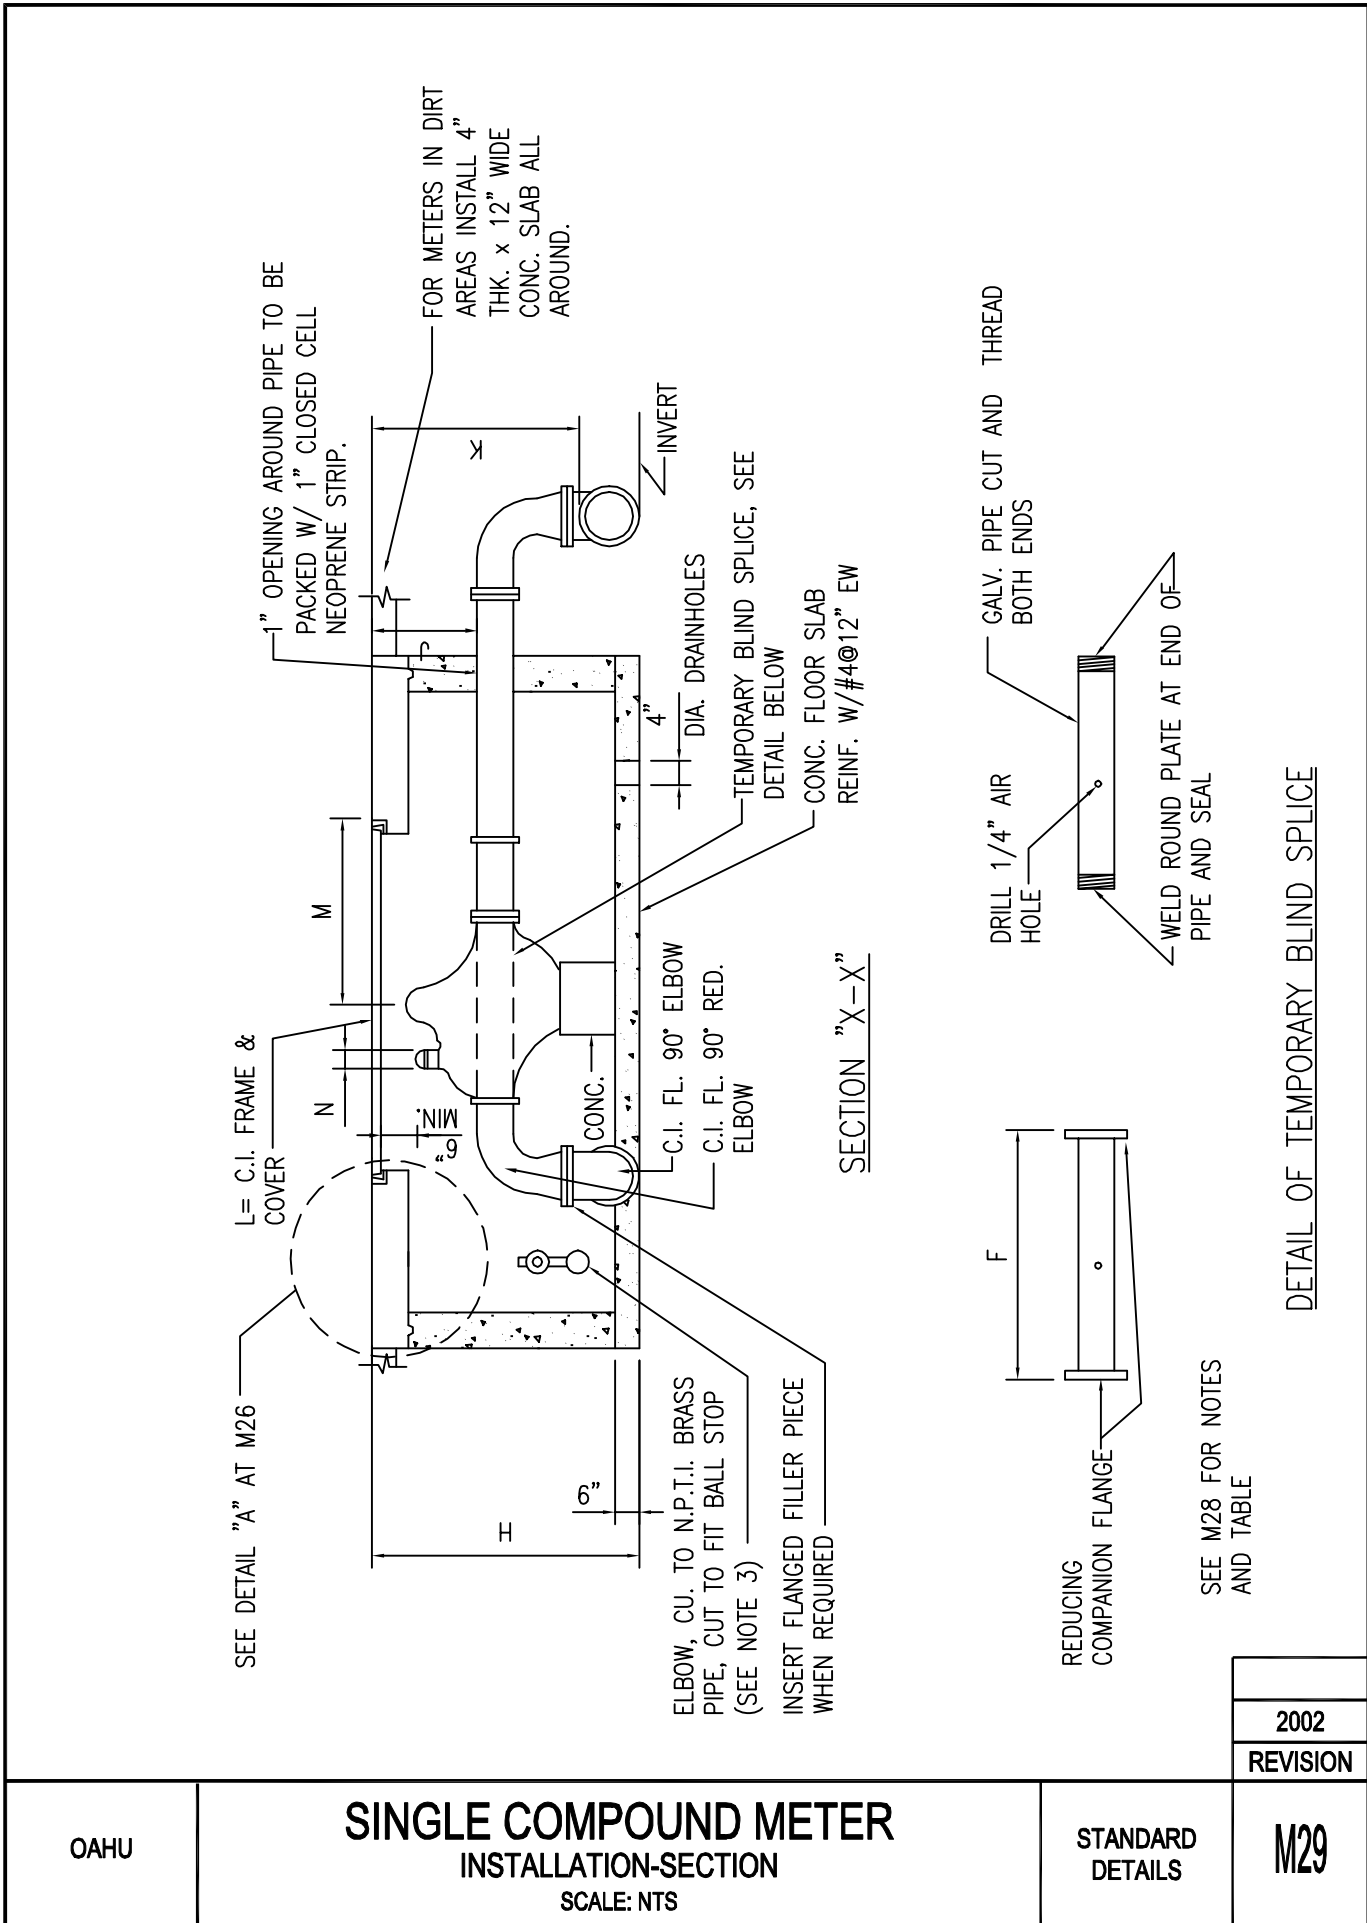 SEE DETAIL "A" AT M26
L= C.I. FRAME &
COVER
1" OPENING AROUND PIPE TO BE
PACKED W/ 1" CLOSED CELL
NEOPRENE STRIP.
FOR METERS IN DIRT
AREAS INSTALL 4"
THK. x 12" WIDE
CONC. SLAB ALL
AROUND.
N
M
6"
MIN.
J
K
H
6"
INVERT
4"
DIA. DRAINHOLES
CONC.
ELBOW, CU. TO N.P.T.I. BRASS
PIPE, CUT TO FIT BALL STOP
(SEE NOTE 3)
INSERT FLANGED FILLER PIECE
WHEN REQUIRED
C.I. FL. 90° ELBOW
C.I. FL. 90° RED.
ELBOW
TEMPORARY BLIND SPLICE, SEE
DETAIL BELOW
CONC. FLOOR SLAB
REINF. W/#4@12" EW
SECTION "X-X"
REDUCING
COMPANION FLANGE
F
DRILL 1/4" AIR
HOLE
GALV. PIPE CUT AND THREAD
BOTH ENDS
WELD ROUND PLATE AT END OF
PIPE AND SEAL
SEE M28 FOR NOTES
AND TABLE
DETAIL OF TEMPORARY BLIND SPLICE
2002
REVISION
OAHU
SINGLE COMPOUND METER
INSTALLATION-SECTION
SCALE: NTS
STANDARD
DETAILS
M29